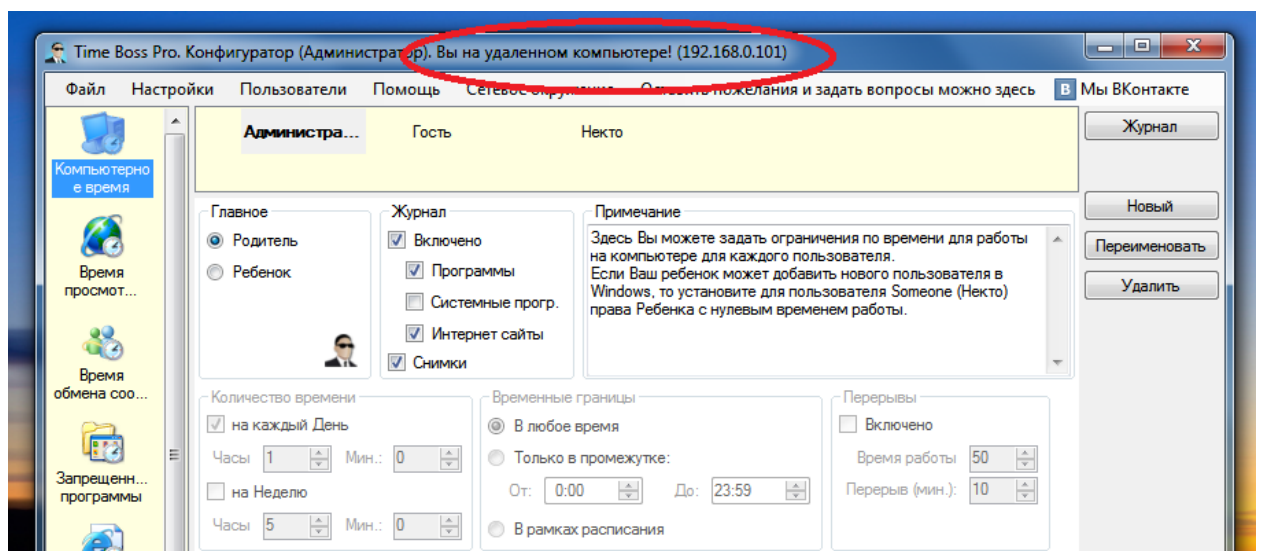 Time Boss Pro. Конфигуратор (Администратор). Вы на удаленном компьютере! (192.168.0.101)
Файл Настройки Пользователи Помощь Сетевое окружение Оставить пожелания и задать вопросы можно здесь В Мы ВКонтакте
Компьютерно
е время
Время
просмот...
Время
обмена соо...
Запрещенн...
программы
Администра... Гость Некто
Журнал
Новый
Переименовать
Удалить
Главное
Родитель
Ребенок
Журнал
Включено
Программы
Системные прогр.
Интернет сайты
Снимки
Примечание
Здесь Вы можете задать ограничения по времени для работы
на компьютере для каждого пользователя.
Если Ваш ребенок может добавить нового пользователя в
Windows, то установите для пользователя Someone (Некто)
права Ребенка с нулевым временем работы.
Количество времени
на каждый День
Часы 1 Мин.: 0
на Неделю
Часы 5 Мин.: 0
Временные границы
В любое время
Только в промежутке:
От: 0:00 До: 23:59
В рамках расписания
Перерывы
Включено
Время работы 50
Перерыв (мин.): 10